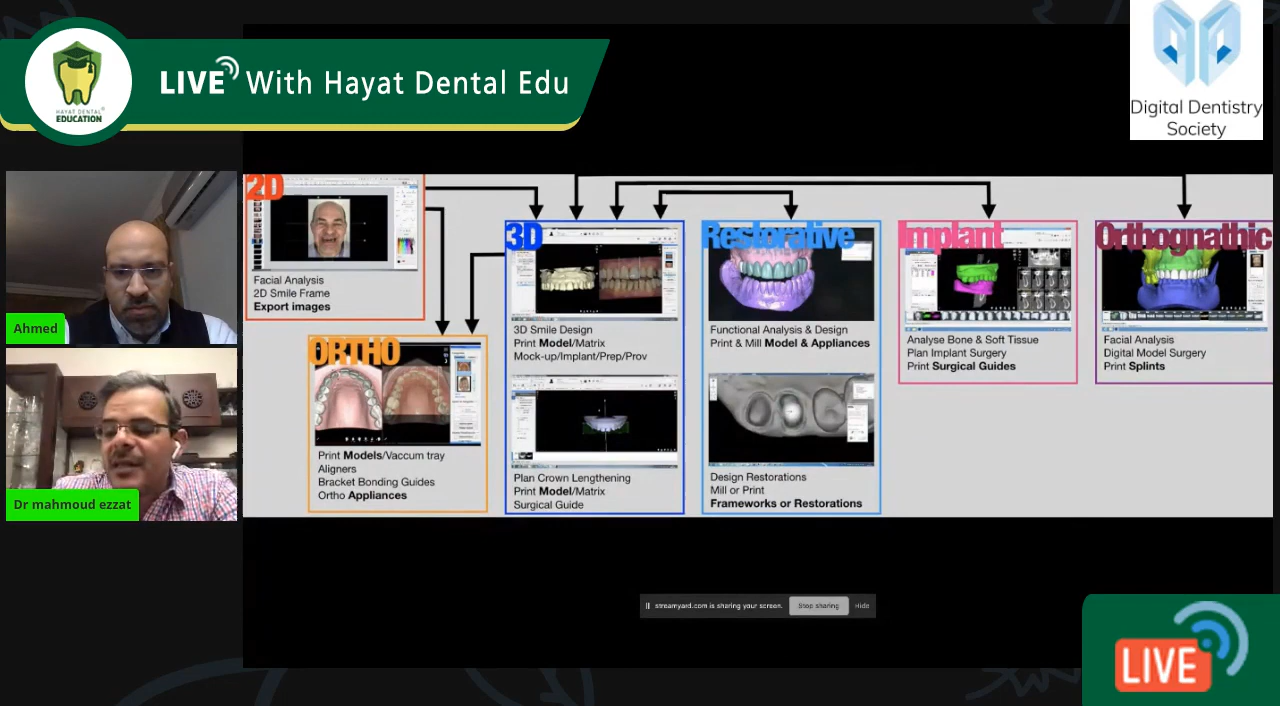 HAYAT DENTAL
EDUCATION
LIVE With Hayat Dental Edu
Digital Dentistry
Society
Ahmed
Dr mahmoud ezzat
2D
Facial Analysis
2D Smile Frame
Export images
ORTHO
Print Models/Vaccum tray
Aligners
Bracket Bonding Guides
Ortho Appliances
3D
3D Smile Design
Print Model/Matrix
Mock-up/Implant/Prep/Prov
Plan Crown Lengthening
Print Model/Matrix
Surgical Guide
Restorative
Functional Analysis & Design
Print & Mill Model & Appliances
Design Restorations
Mill or Print
Frameworks or Restorations
Implant
Analyse Bone & Soft Tissue
Plan Implant Surgery
Print Surgical Guides
Orthognathic
Facial Analysis
Digital Model Surgery
Print Splints
streamyard.com is sharing your screen. Stop sharing Hide
LIVE